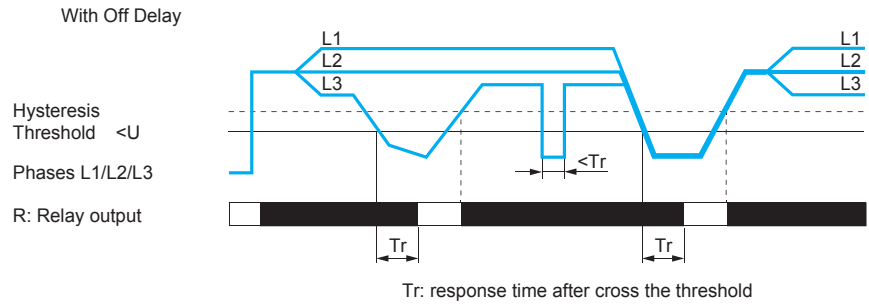 With Off Delay
L1
L2
L3
L1
L2
L3
Hysteresis
Threshold <U
<Tr
Phases L1/L2/L3
R: Relay output
Tr
Tr
Tr: response time after cross the threshold